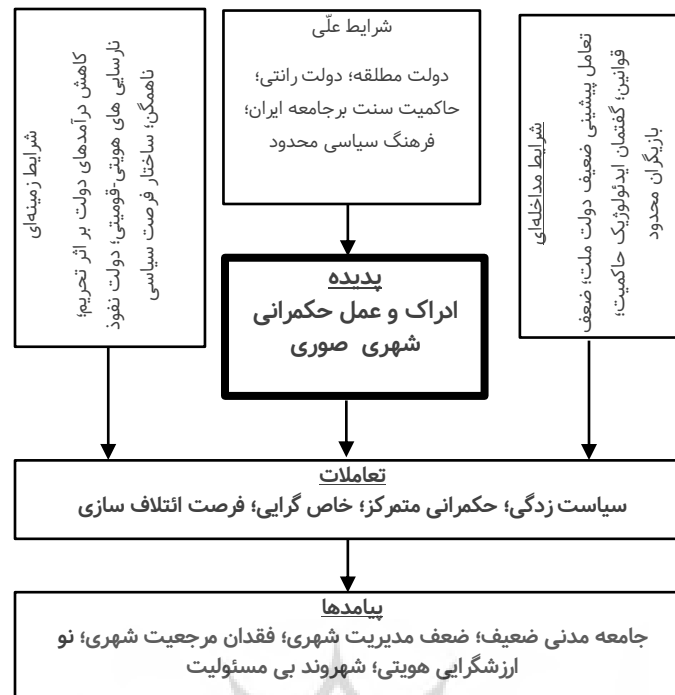 شرایط علّی
دولت مطلقه؛ دولت رانتی؛
حاکمیت سنت برجامعه ایران؛
فرهنگ سیاسی محدود
شرایط مداخله‌ای
تعامل پیشینی ضعیف دولت ملت؛ ضعف
قوانین؛ گفتمان ایدئولوژیک حاکمیت؛
بازیگران محدود
شرایط زمینه‌ای
کاهش درآمدهای دولت بر اثر تحریم؛
نارسایی های هویتی-قومیتی؛ دولت نفوذ
ناهمگن؛ ساختار فرصت سیاسی
پدیده
ادراک و عمل حکمرانی
شهری صوری
تعاملات
سیاست زدگی؛ حکمرانی متمرکز؛ خاص گرایی؛ فرصت ائتلاف سازی
پیامدها
جامعه مدنی ضعیف؛ ضعف مدیریت شهری؛ فقدان مرجعیت شهری؛ نو
ارزشگرایی هویتی؛ شهروند بی مسئولیت